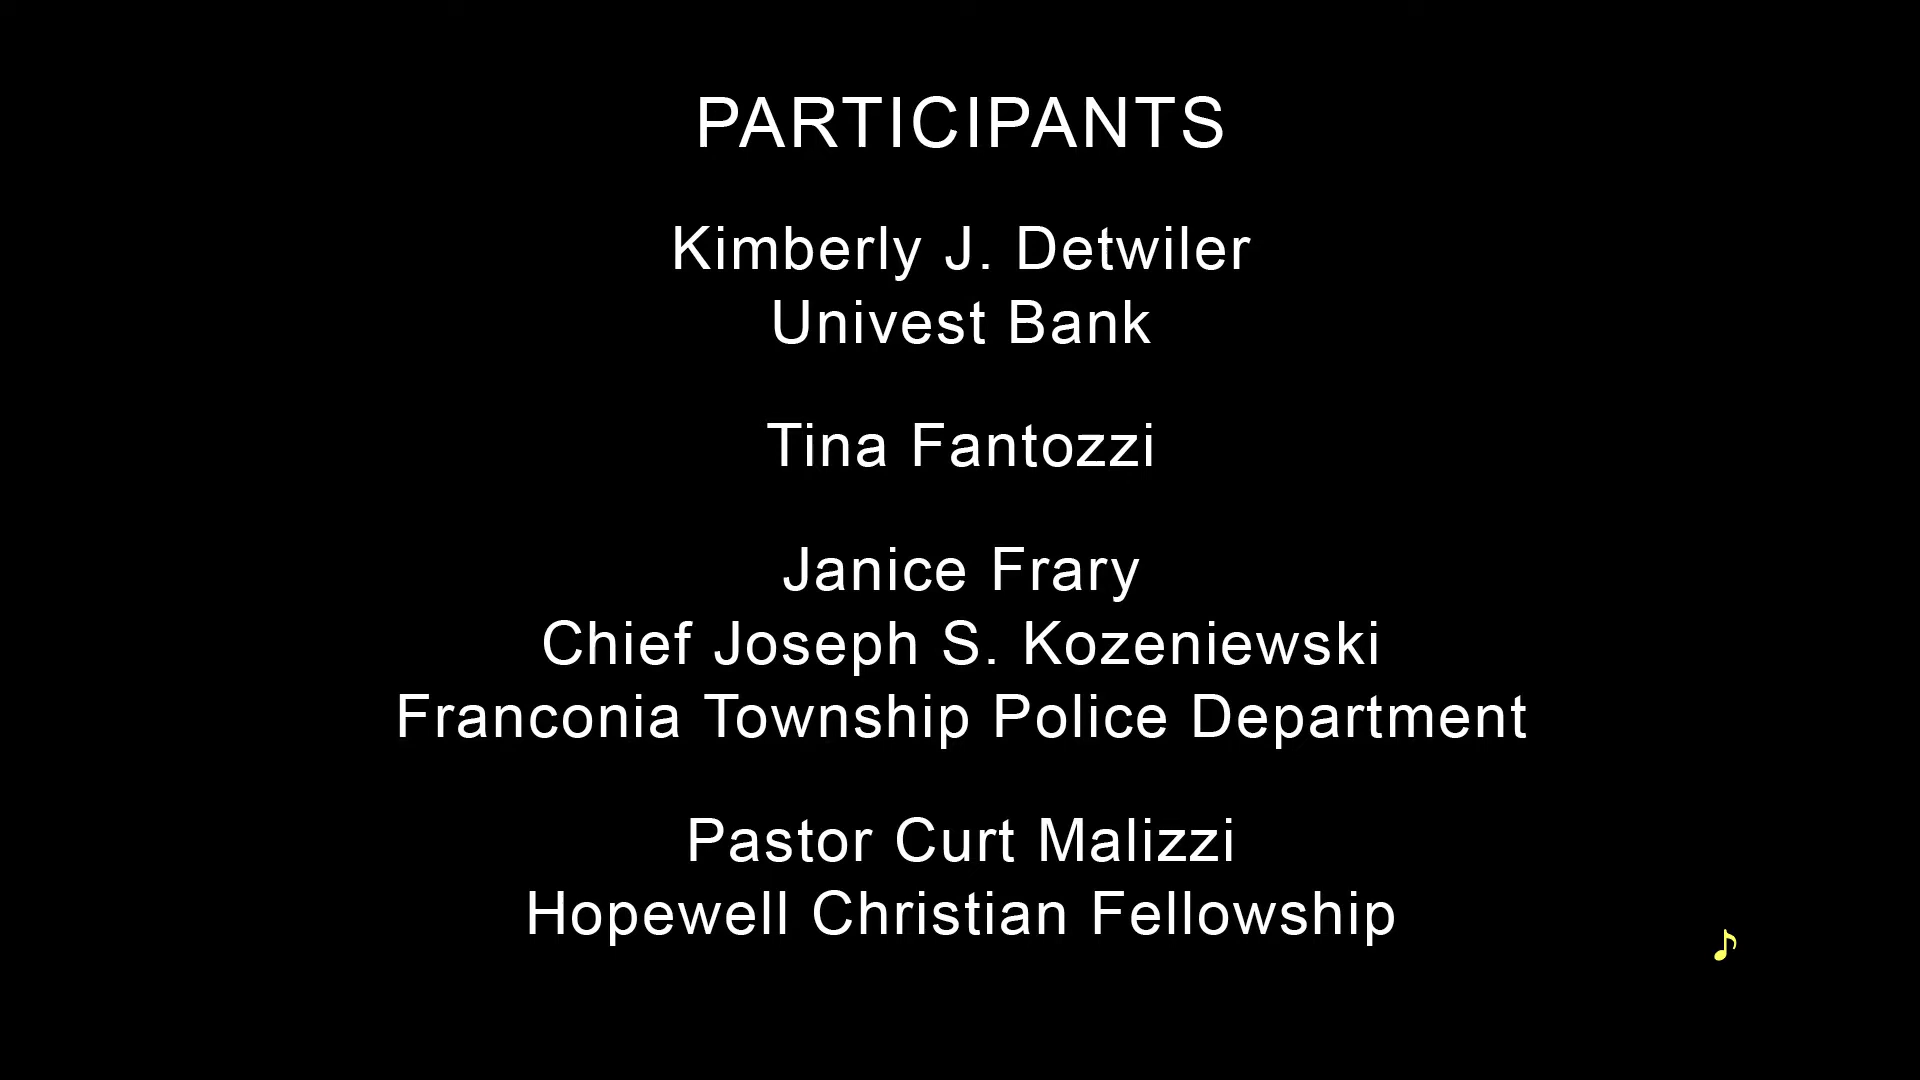 PARTICIPANTS
Kimberly J. Detwiler
Univest Bank
Tina Fantozzi
Janice Frary
Chief Joseph S. Kozeniewski
Franconia Township Police Department
Pastor Curt Malizzi
Hopewell Christian Fellowship
♪